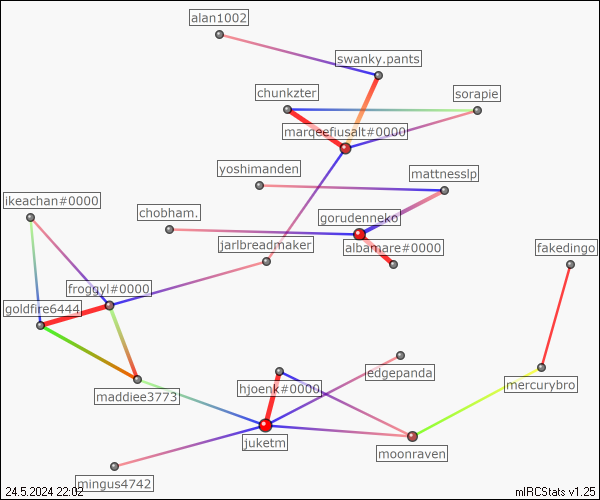 alan1002
swanky.pants
chunkzter
sorapie
marqeefiusalt#0000
yoshimanden
mattnesslp
ikeachan#0000
chobham.
gorudenneko
jarlbreadmaker
albamare#0000
fakedingo
froggyl#0000
goldfire6444
edgepanda
mercurybro
hjoenk#0000
maddiee3773
juketm
moonraven
mingus4742
24.5.2024 22:02
mIRCStats v1.25